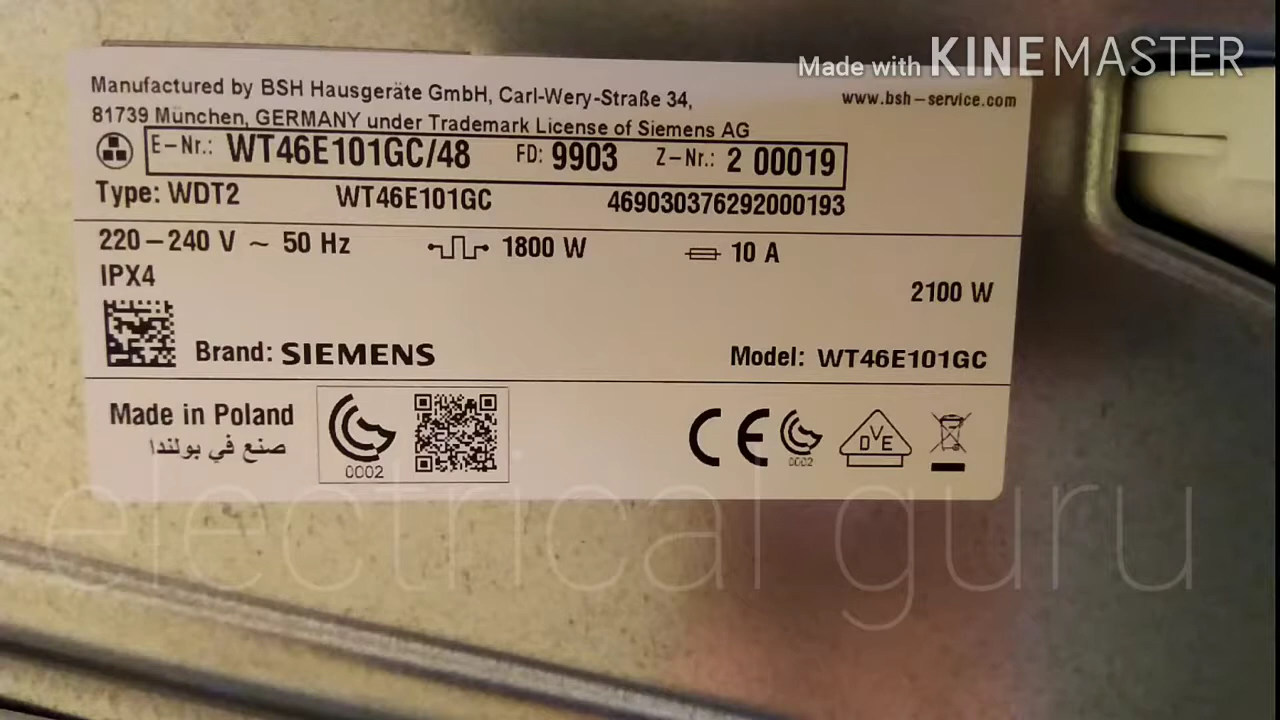 Made with KINEMASTER
Manufactured by BSH Hausgeräte GmbH, Carl-Wery-Straße 34,
www.bsh-service.com
81739 München, GERMANY under Trademark License of Siemens AG
E-Nr.: WT46E101GC/48 FD: 9903 Z-Nr.: 2 00019
Type: WDT2 WT46E101GC 469030376292000193
220-240 V ~ 50 Hz 1800 W 10 A
IPX4
2100 W
Brand: SIEMENS Model: WT46E101GC
Made in Poland
صنع في بولندا
0002
CE 0002 DVE
electrical guru